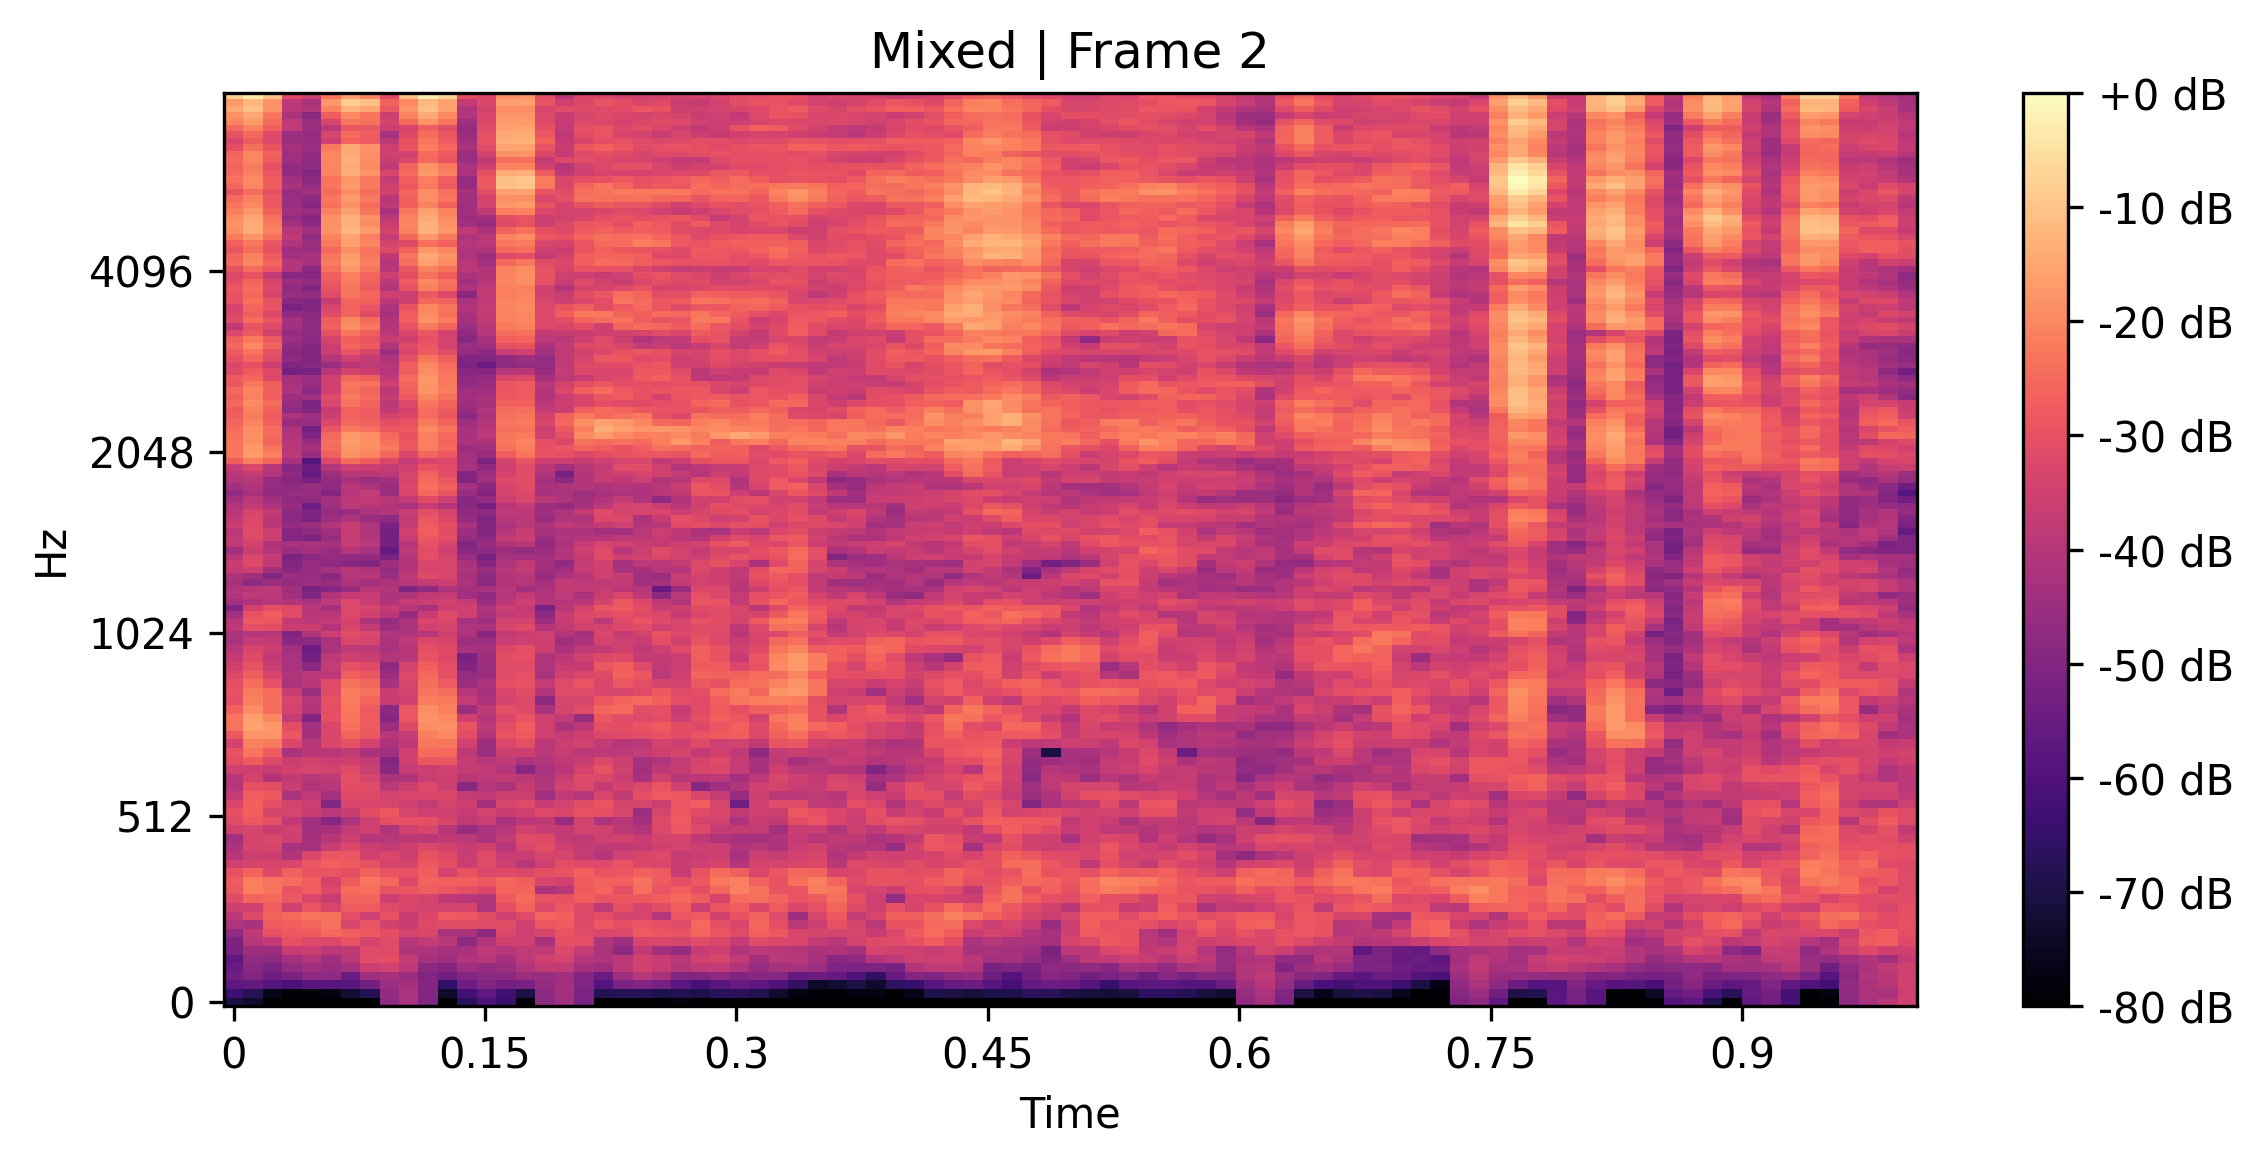 Mixed | Frame 2
Hz
4096
2048
1024
512
0
0 0.15 0.3 0.45 0.6 0.75 0.9
Time
+0 dB
-10 dB
-20 dB
-30 dB
-40 dB
-50 dB
-60 dB
-70 dB
-80 dB